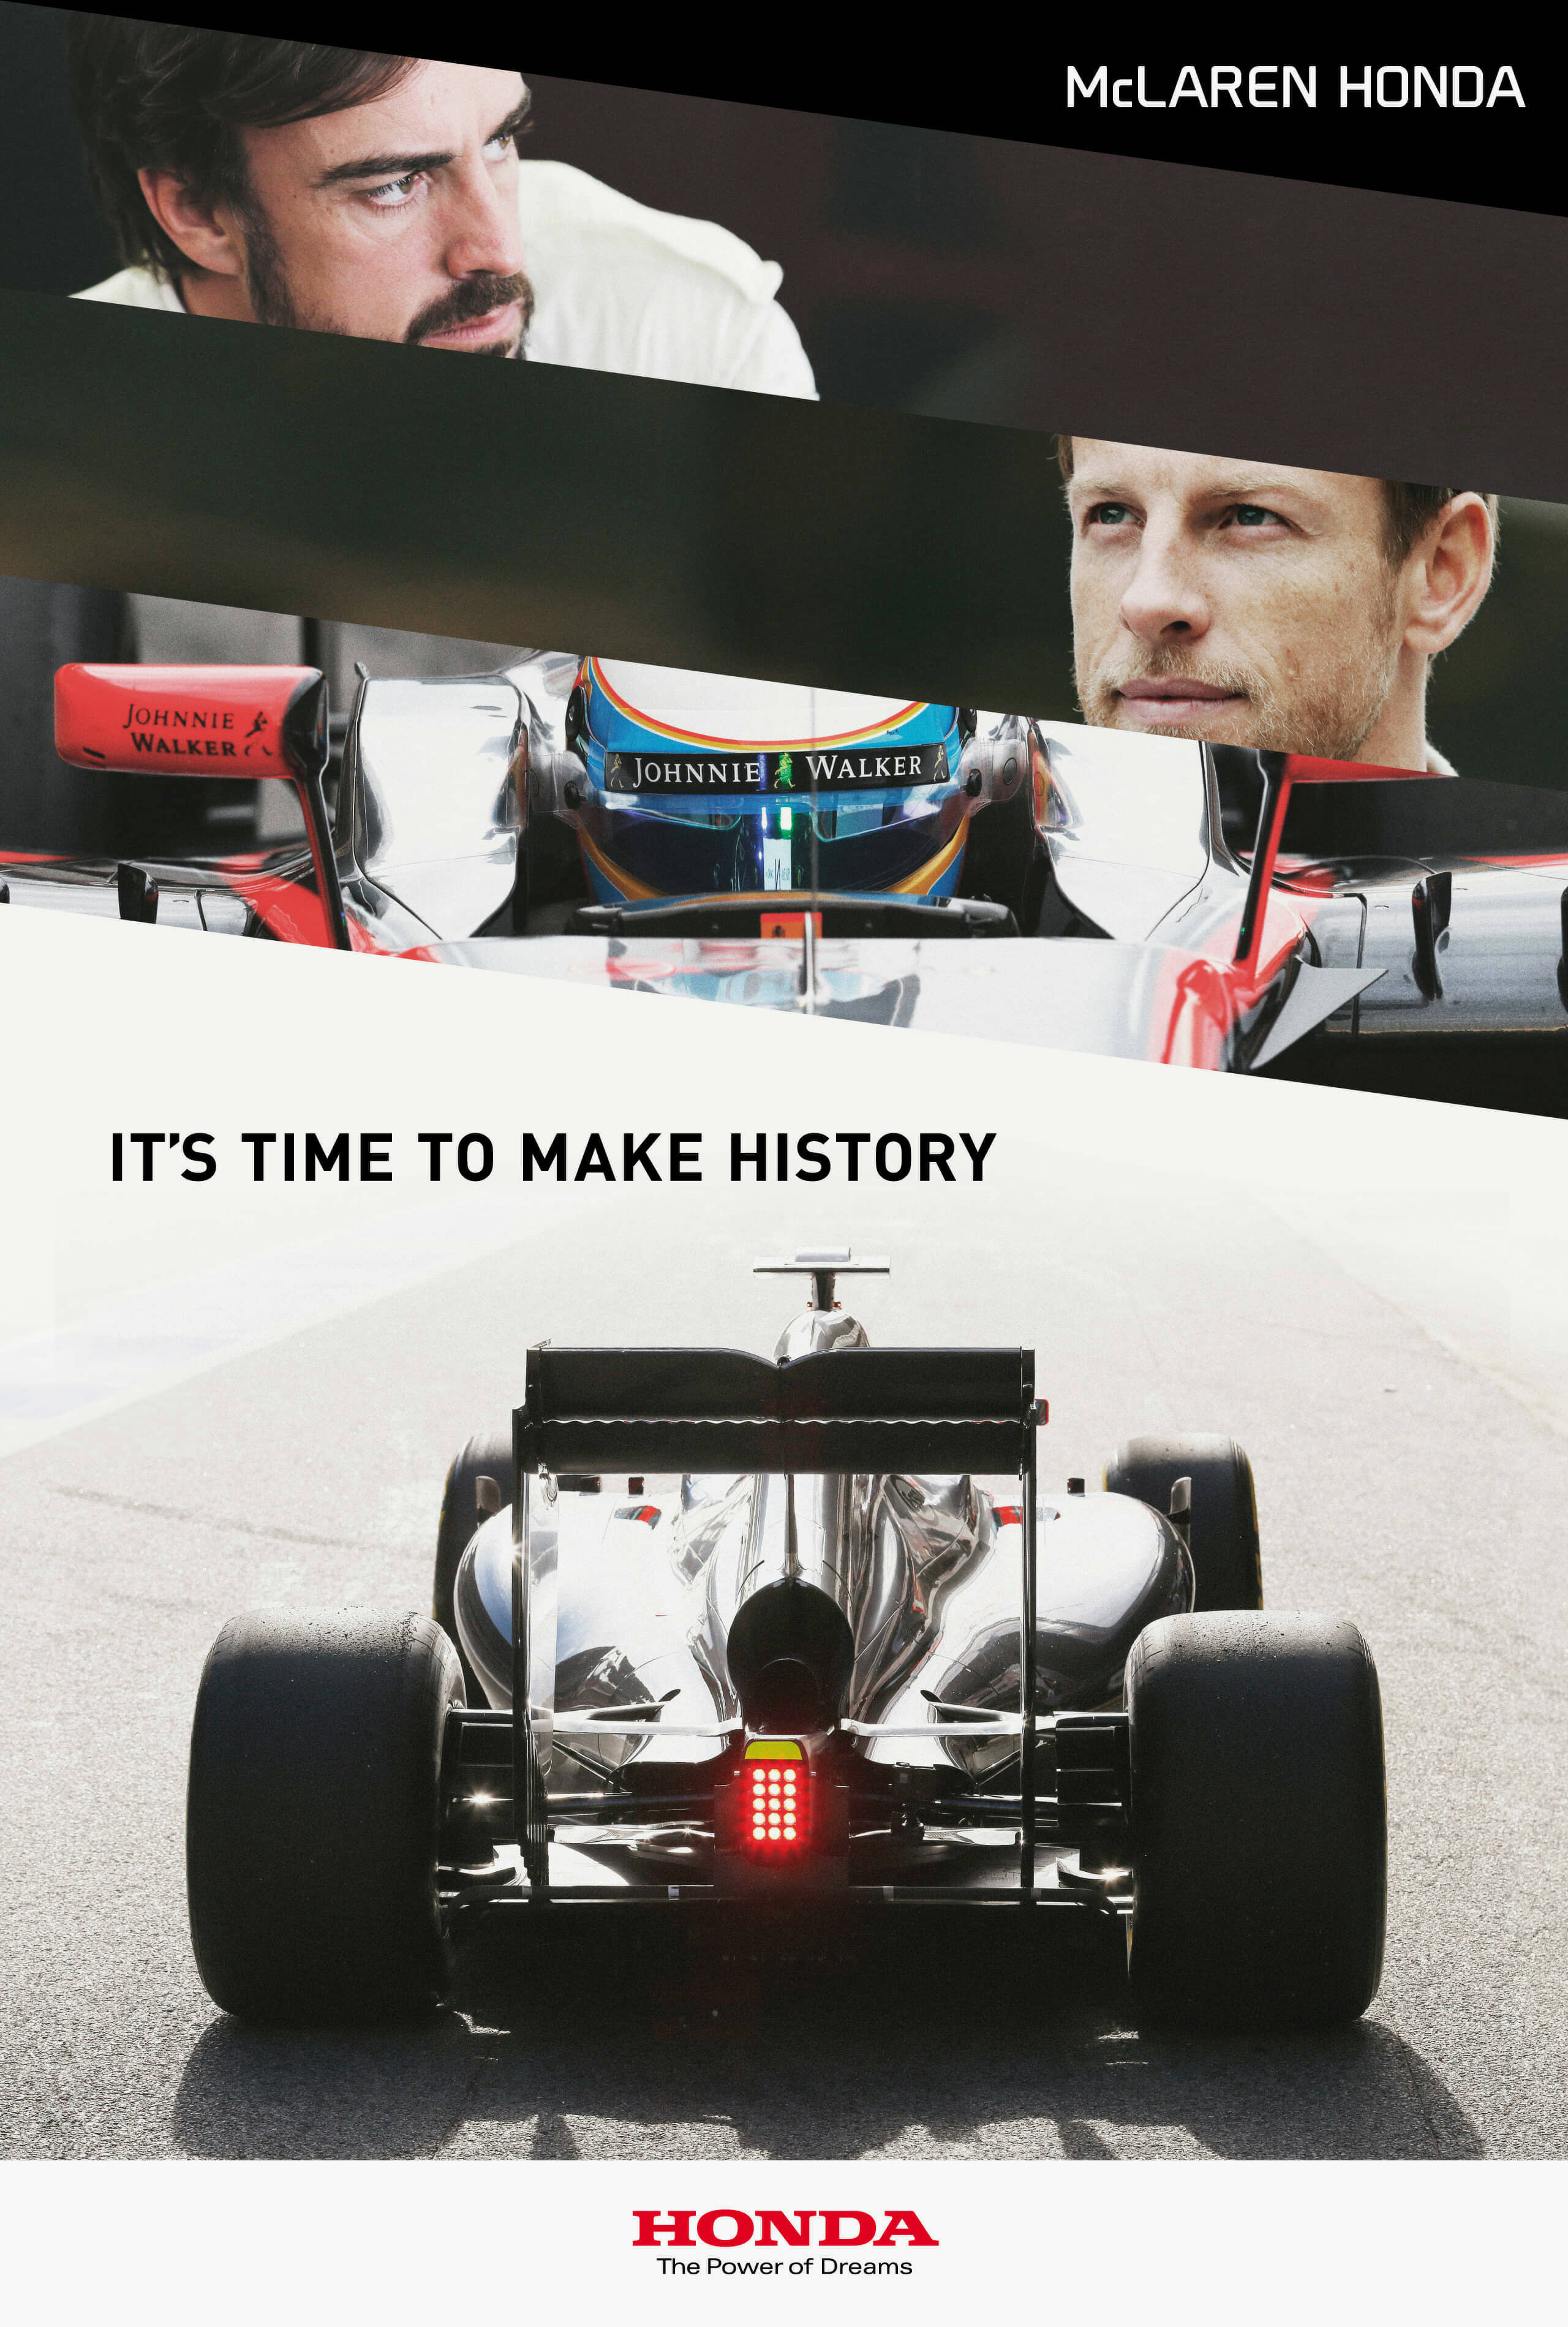 McLAREN HONDA
JOHNNIE
WALKER
JOHNNIE WALKER
IT'S TIME TO MAKE HISTORY
HONDA
The Power of Dreams